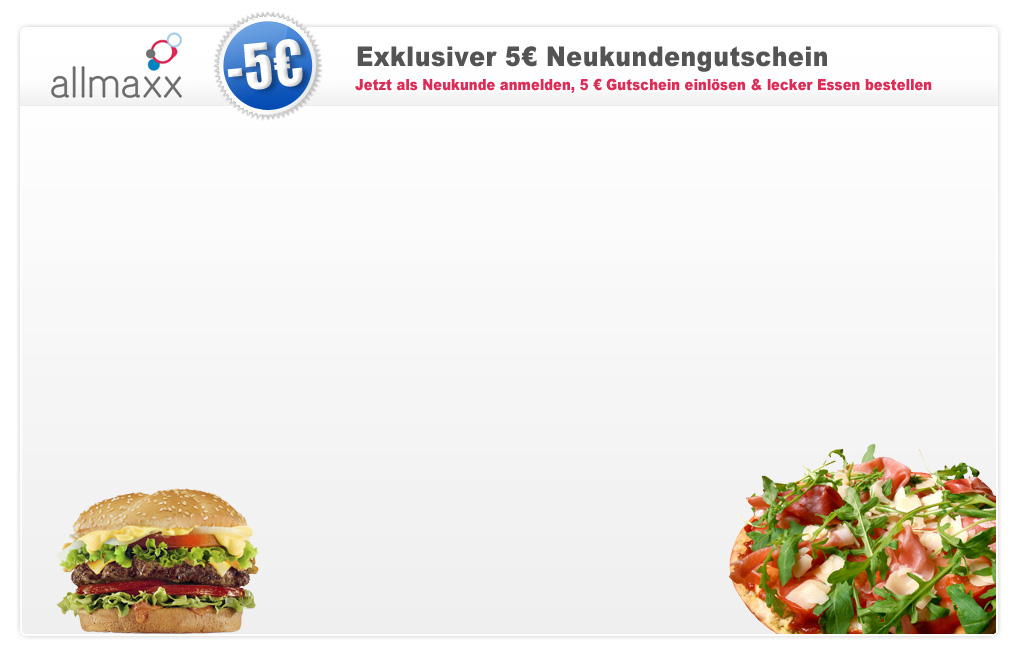 allmaxx
-5€
Exklusiver 5€ Neukundengutschein
Jetzt als Neukunde anmelden, 5 € Gutschein einlösen & lecker Essen bestellen